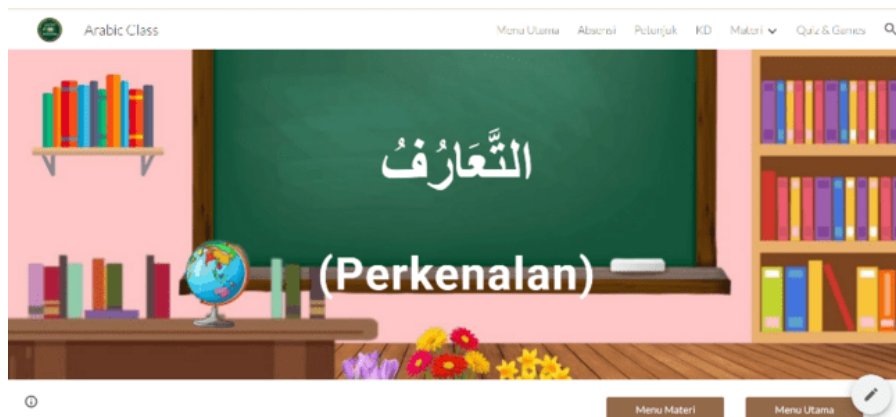 Arabic Class
Menu Utama Absensi Petunjuk KD Materi Quiz & Games
التَّعَارُفُ
(Perkenalan)
Menu Materi Menu Utama